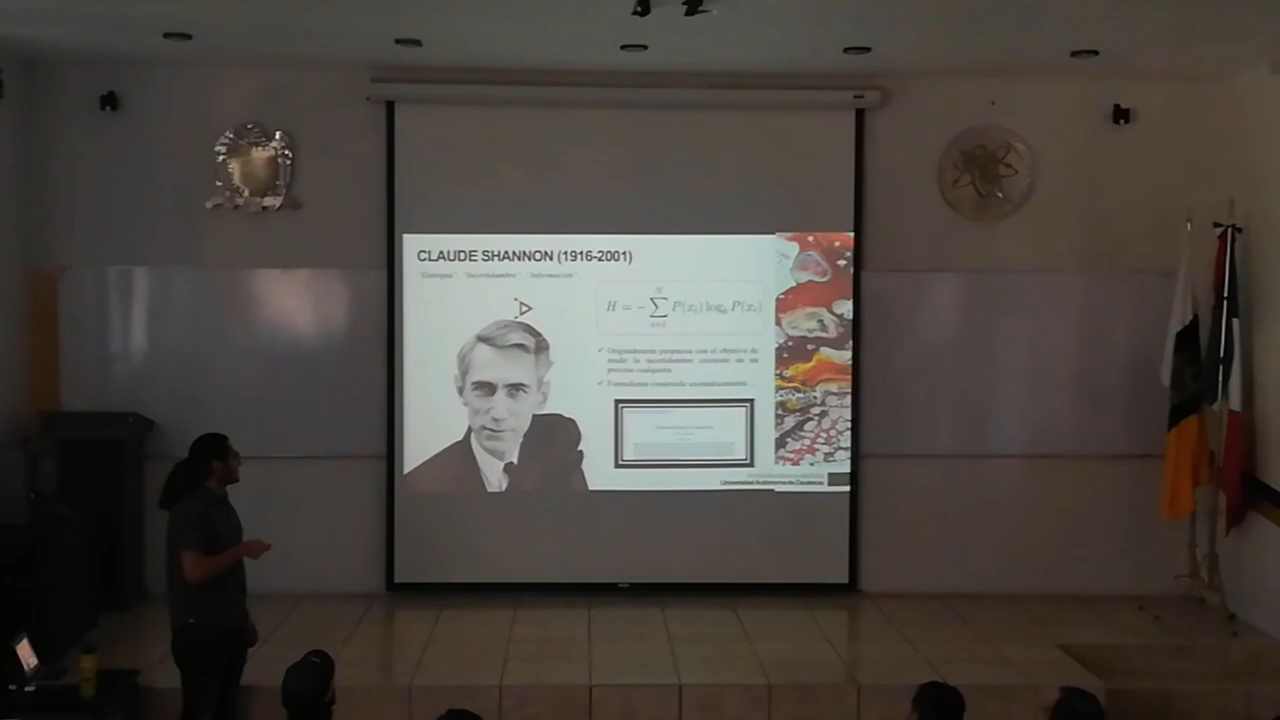 CLAUDE SHANNON (1916-2001)
"Entropía". "Incertidumbre". "Información".
H = − ∑ P(xᵢ) log_b P(xᵢ)
✓ Originalmente propuesta con el objetivo de
medir la incertidumbre existente en un
proceso cualquiera.
✓ Formalismo construido axiomáticamente.
Universidad Autónoma de Zacatecas